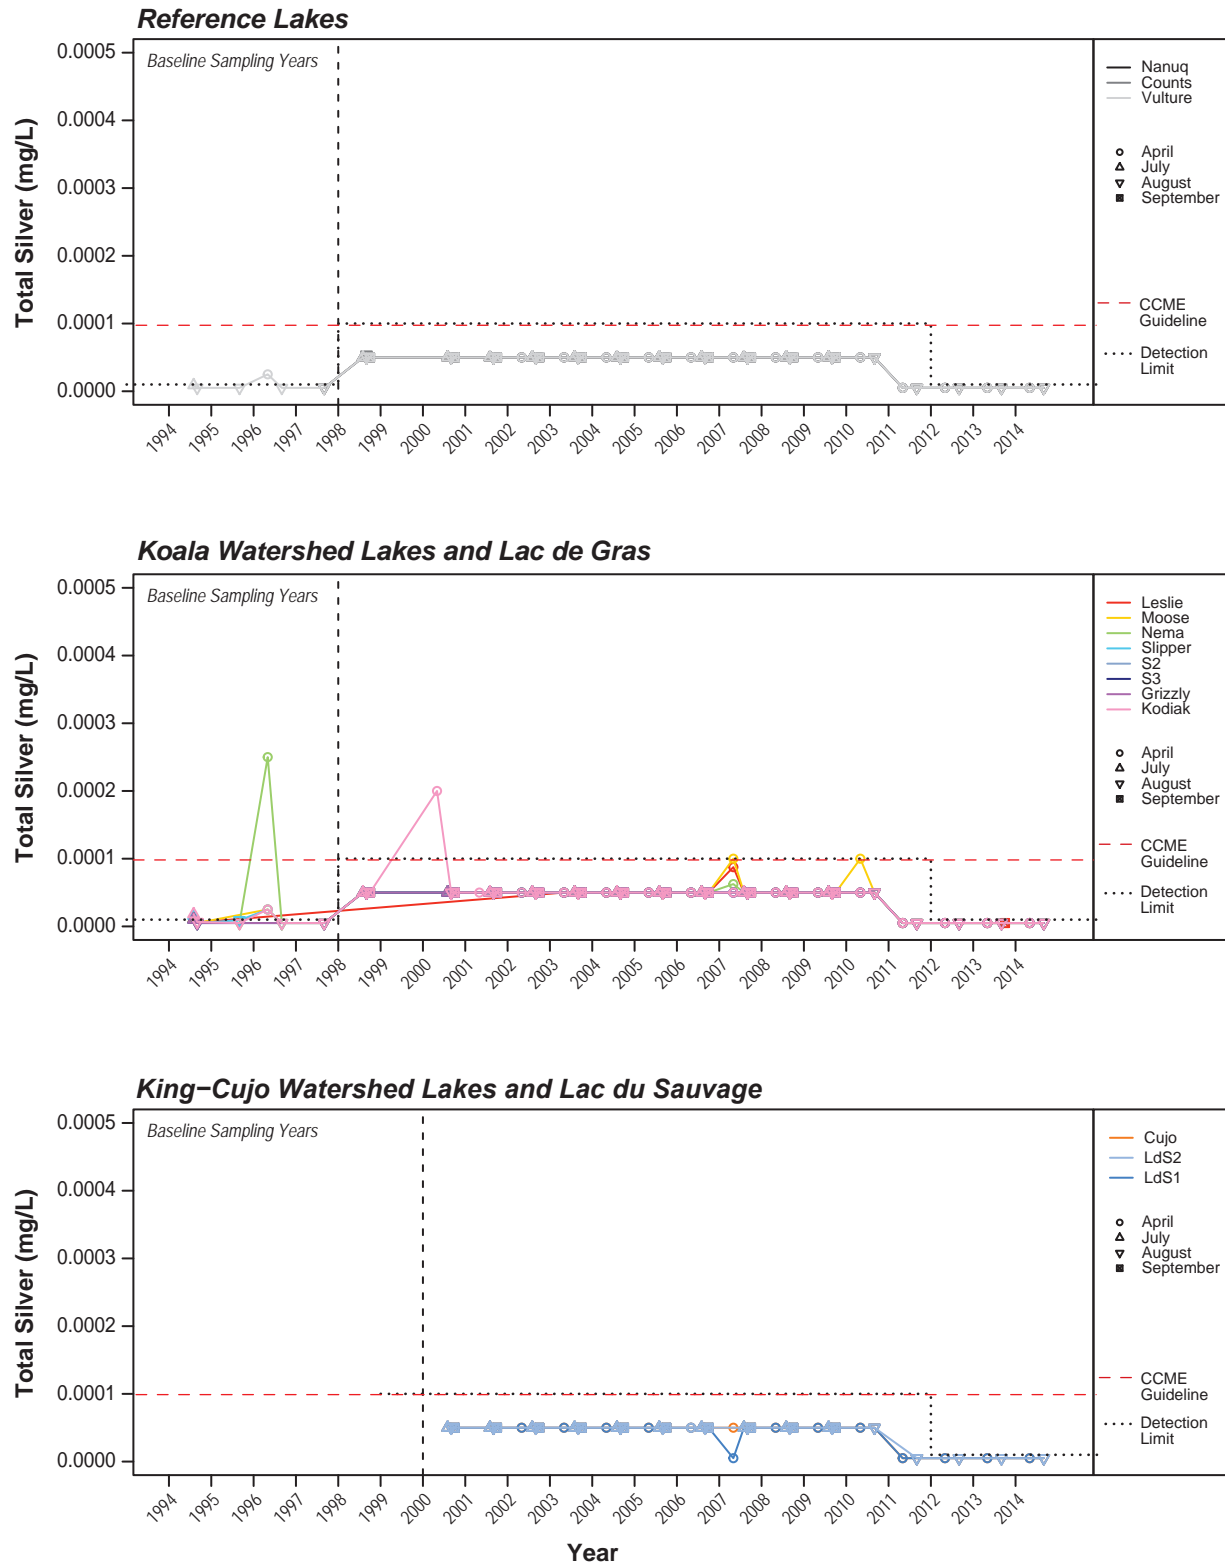 Reference Lakes
Total Silver (mg/L)
0.0005
0.0004
0.0003
0.0002
0.0001
0.0000
Baseline Sampling Years
Nanuq
Counts
Vulture
April
July
August
September
CCME
Guideline
Detection
Limit
1994 1995 1996 1997 1998 1999 2000 2001 2002 2003 2004 2005 2006 2007 2008 2009 2010 2011 2012 2013 2014
Koala Watershed Lakes and Lac de Gras
Total Silver (mg/L)
0.0005
0.0004
0.0003
0.0002
0.0001
0.0000
Baseline Sampling Years
Leslie
Moose
Nema
Slipper
S2
S3
Grizzly
Kodiak
April
July
August
September
CCME
Guideline
Detection
Limit
1994 1995 1996 1997 1998 1999 2000 2001 2002 2003 2004 2005 2006 2007 2008 2009 2010 2011 2012 2013 2014
King−Cujo Watershed Lakes and Lac du Sauvage
Total Silver (mg/L)
0.0005
0.0004
0.0003
0.0002
0.0001
0.0000
Baseline Sampling Years
Cujo
LdS2
LdS1
April
July
August
September
CCME
Guideline
Detection
Limit
1994 1995 1996 1997 1998 1999 2000 2001 2002 2003 2004 2005 2006 2007 2008 2009 2010 2011 2012 2013 2014
Year